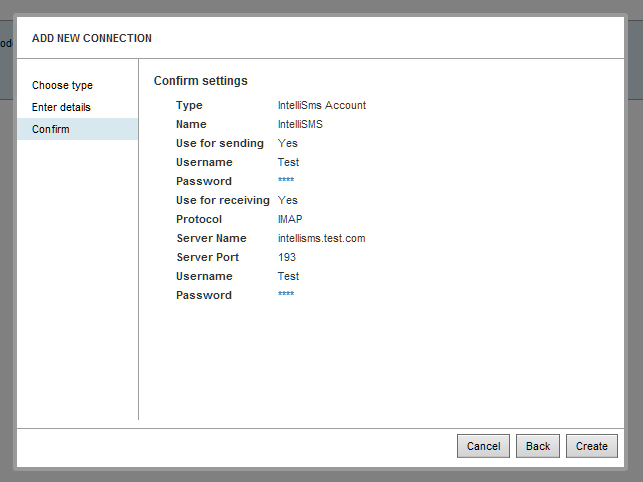 ode
ADD NEW CONNECTION
Choose type
Enter details
Confirm
Confirm settings
Type IntelliSms Account
Name IntelliSMS
Use for sending Yes
Username Test
Password ****
Use for receiving Yes
Protocol IMAP
Server Name intellisms.test.com
Server Port 193
Username Test
Password ****
Cancel Back Create